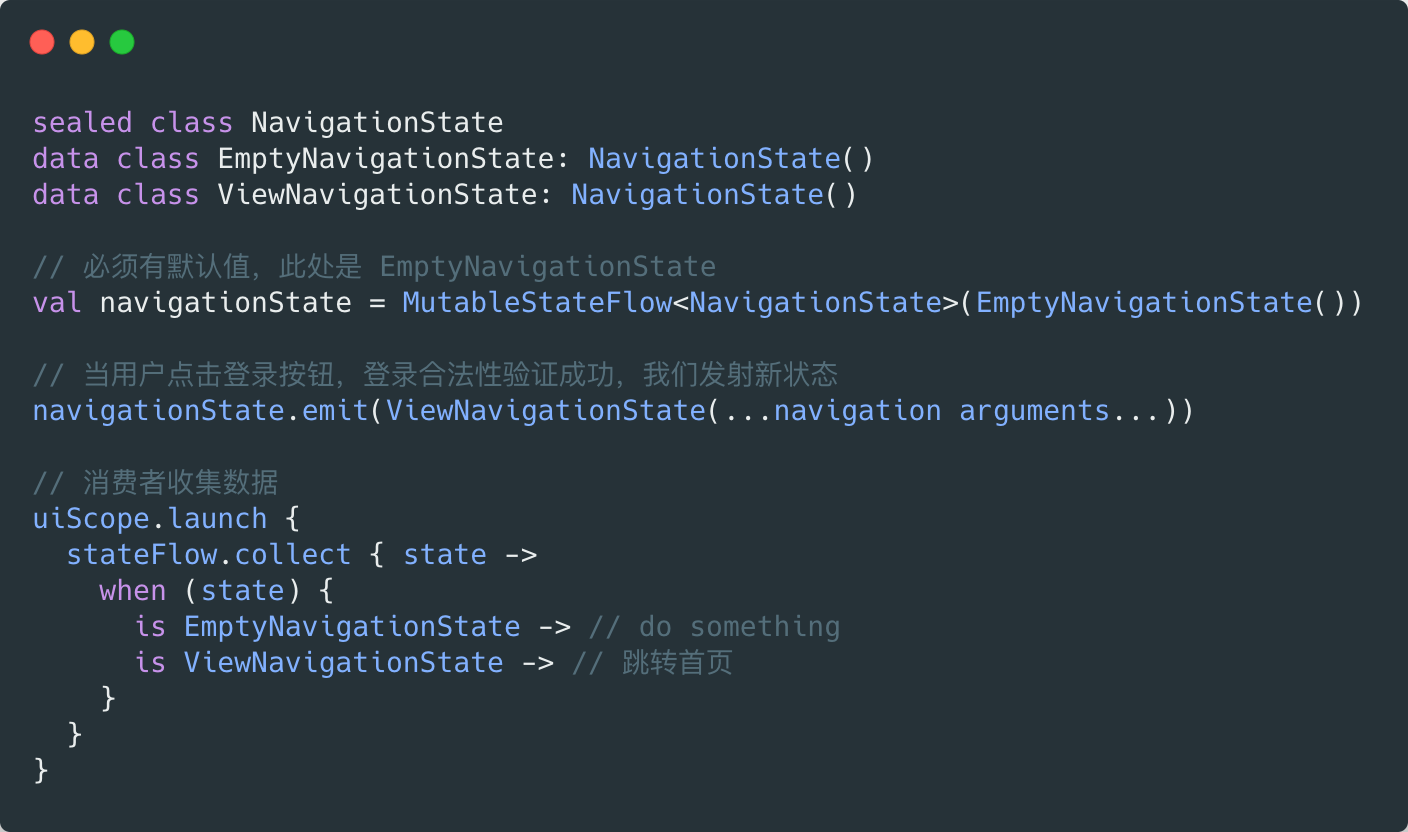 sealed class NavigationState
data class EmptyNavigationState: NavigationState()
data class ViewNavigationState: NavigationState()

// 必须有默认值，此处是 EmptyNavigationState
val navigationState = MutableStateFlow<NavigationState>(EmptyNavigationState())

// 当用户点击登录按钮，登录合法性验证成功，我们发射新状态
navigationState.emit(ViewNavigationState(...navigation arguments...))

// 消费者收集数据
uiScope.launch {
  stateFlow.collect { state ->
    when (state) {
      is EmptyNavigationState -> // do something
      is ViewNavigationState -> // 跳转首页
    }
  }
}